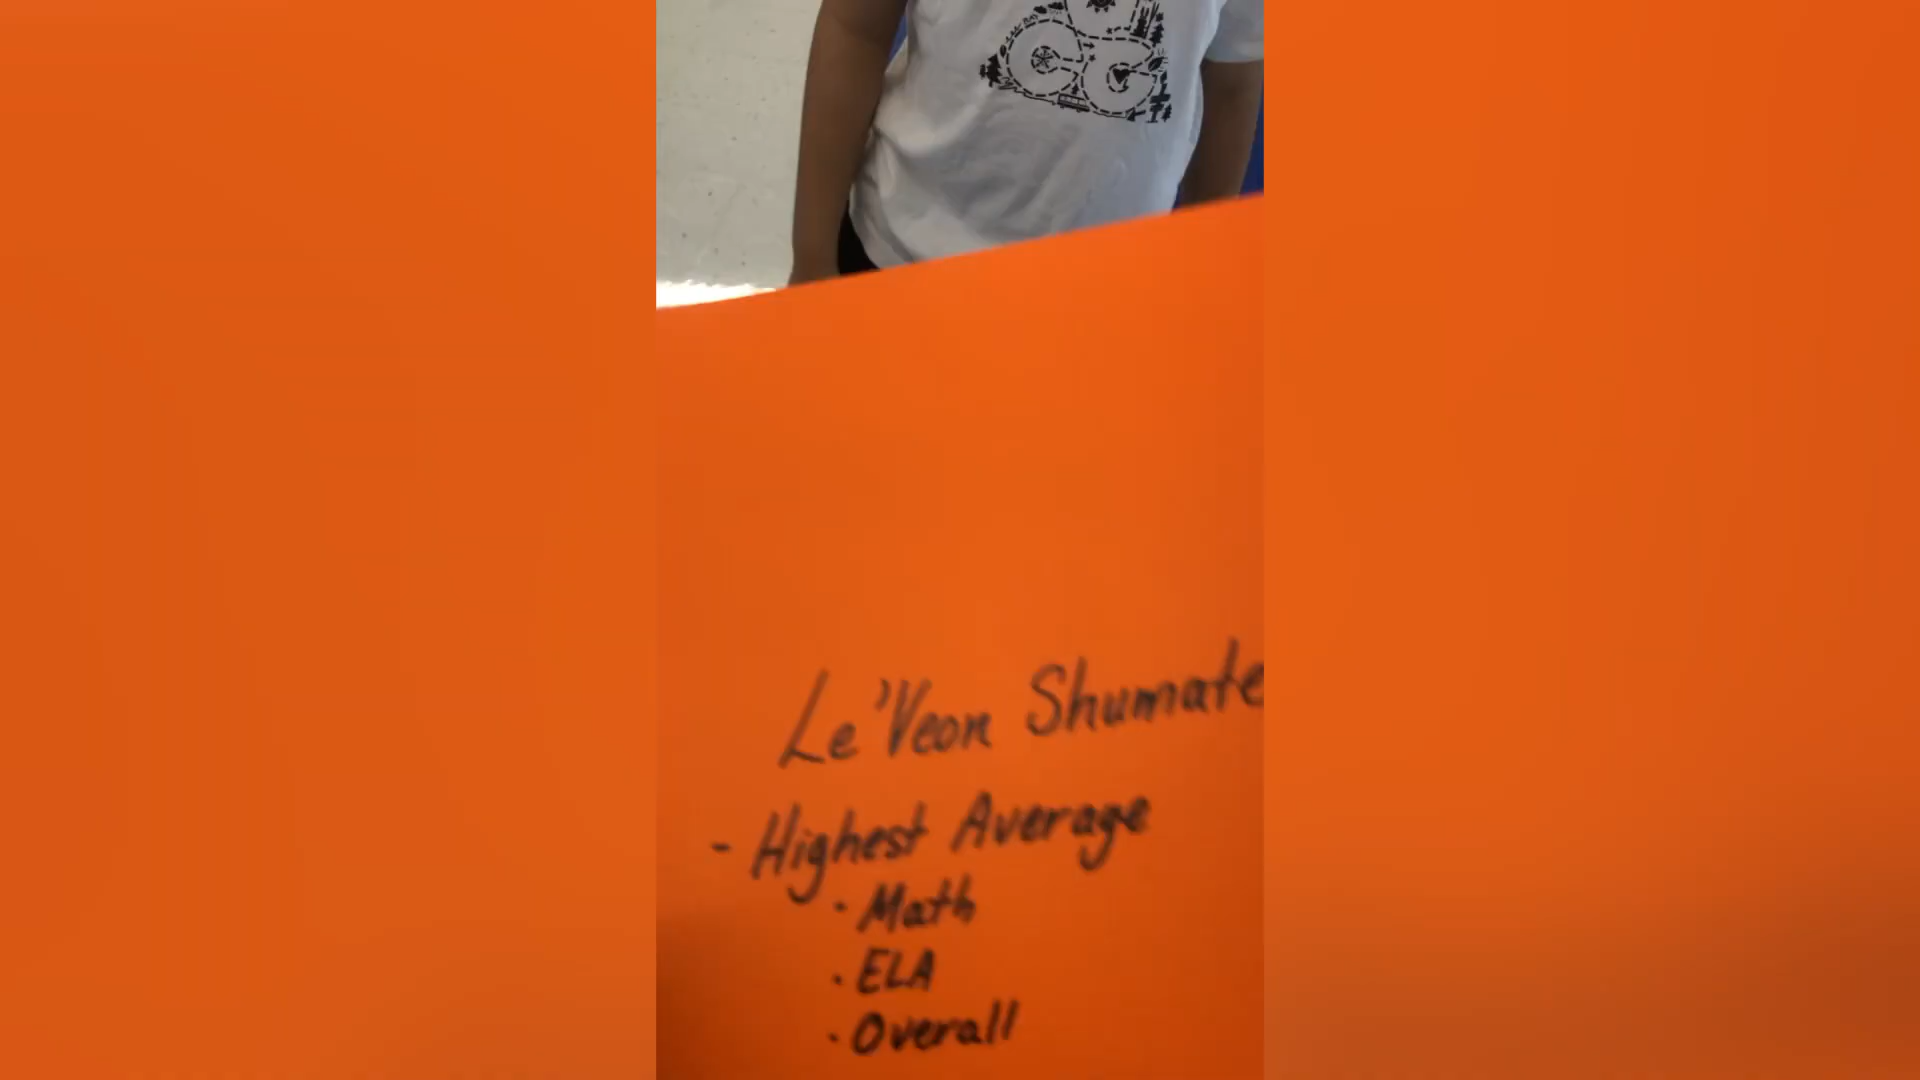 Le'Veon Shumate
- Highest Average
· Math
· ELA
· Overall